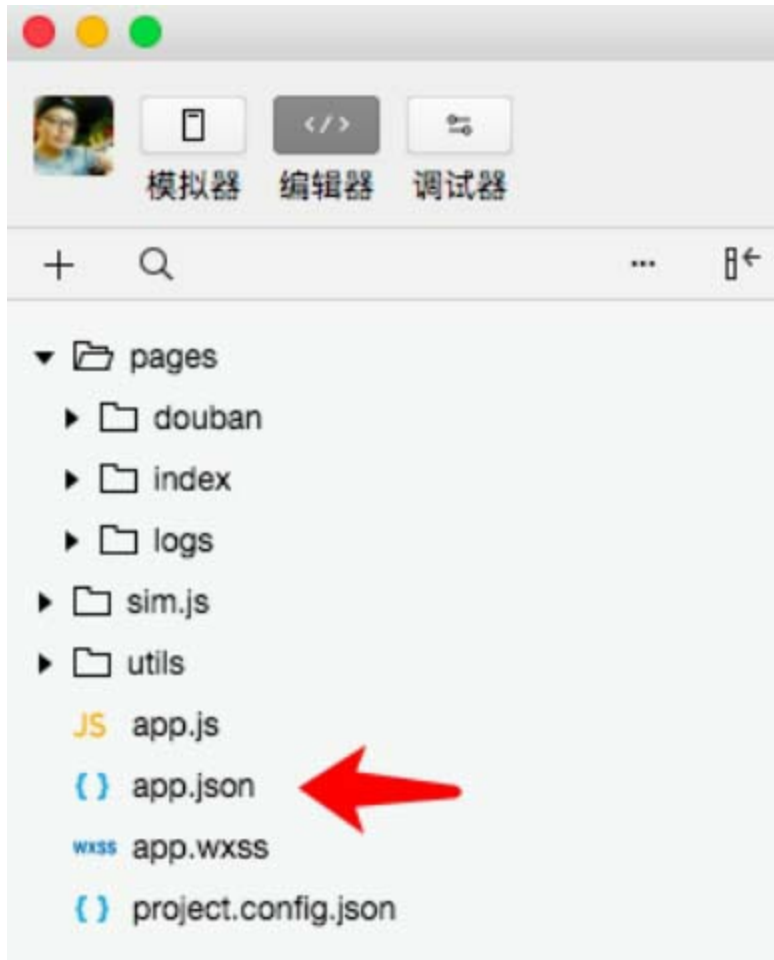 模拟器 编辑器 调试器
pages
douban
index
logs
sim.js
utils
JS app.js
{} app.json
wxss app.wxss
{} project.config.json